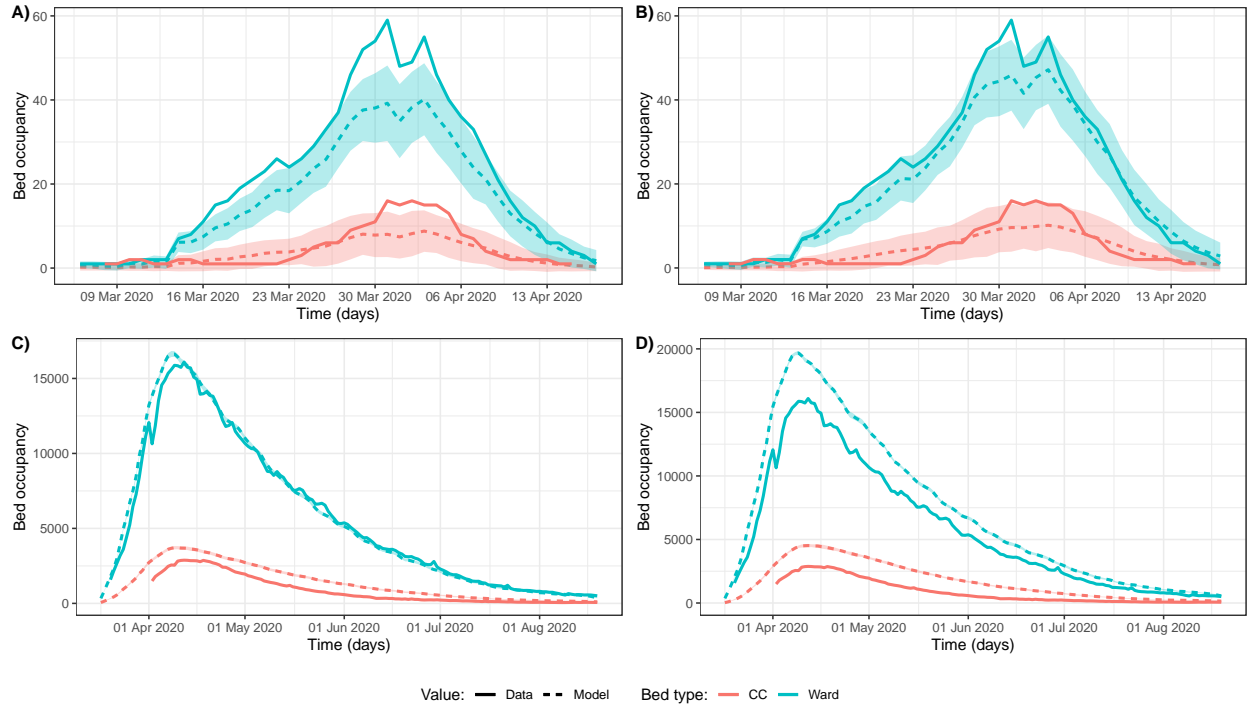 A)
60
40
20
0
Bed occupancy
09 Mar 2020 16 Mar 2020 23 Mar 2020 30 Mar 2020 06 Apr 2020 13 Apr 2020
Time (days)
B)
60
40
20
0
Bed occupancy
09 Mar 2020 16 Mar 2020 23 Mar 2020 30 Mar 2020 06 Apr 2020 13 Apr 2020
Time (days)
C)
15000
10000
5000
0
Bed occupancy
01 Apr 2020 01 May 2020 01 Jun 2020 01 Jul 2020 01 Aug 2020
Time (days)
D)
20000
15000
10000
5000
0
Bed occupancy
01 Apr 2020 01 May 2020 01 Jun 2020 01 Jul 2020 01 Aug 2020
Time (days)
Value: Data Model Bed type: CC Ward